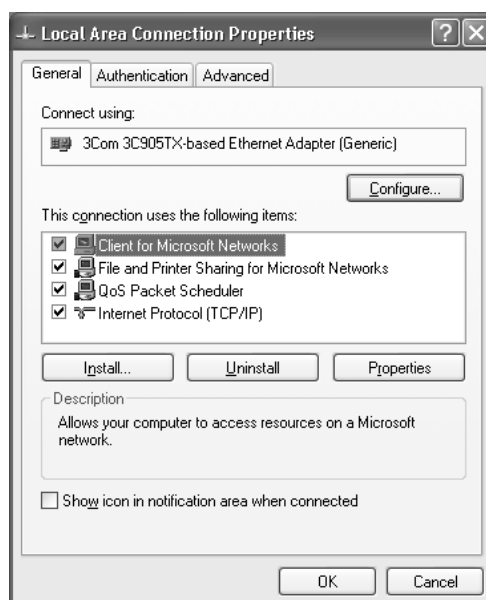 Local Area Connection Properties
General Authentication Advanced
Connect using:
3Com 3C905TX-based Ethernet Adapter (Generic)
Configure...
This connection uses the following items:
Client for Microsoft Networks
File and Printer Sharing for Microsoft Networks
QoS Packet Scheduler
Internet Protocol (TCP/IP)
Install... Uninstall Properties
Description
Allows your computer to access resources on a Microsoft
network.
Show icon in notification area when connected
OK Cancel